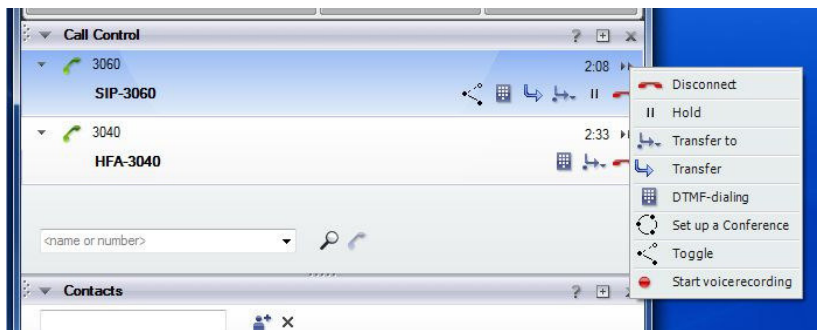 Call Control
3060 2:08
SIP-3060
3040 2:33
HFA-3040
<name or number>
Contacts
Disconnect
Hold
Transfer to
Transfer
DTMF-dialing
Set up a Conference
Toggle
Start voicerecording